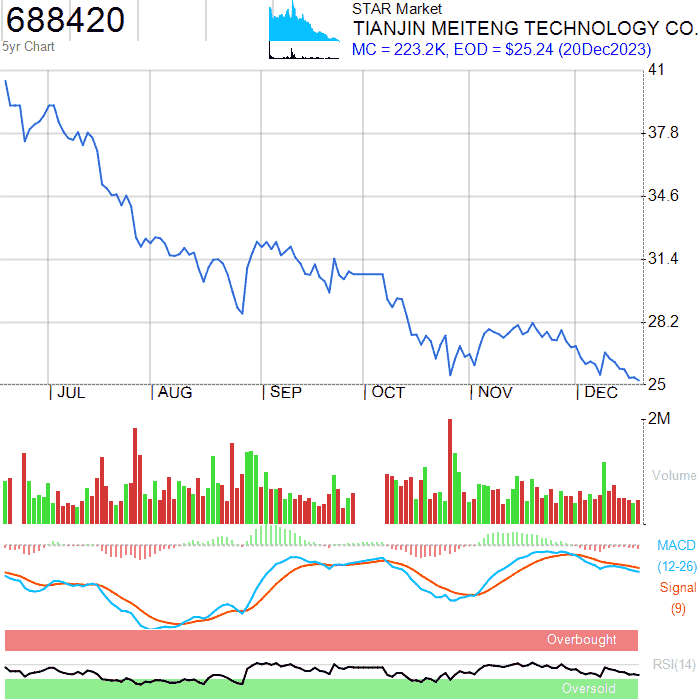 688420
5yr Chart
STAR Market
TIANJIN MEITENG TECHNOLOGY CO.
MC = 223.2K, EOD = $25.24 (20Dec2023)
41
37.8
34.6
31.4
28.2
25
JUL AUG SEP OCT NOV DEC
2M
Volume
MACD
(12-26)
Signal
(9)
Overbought
RSI(14)
Oversold